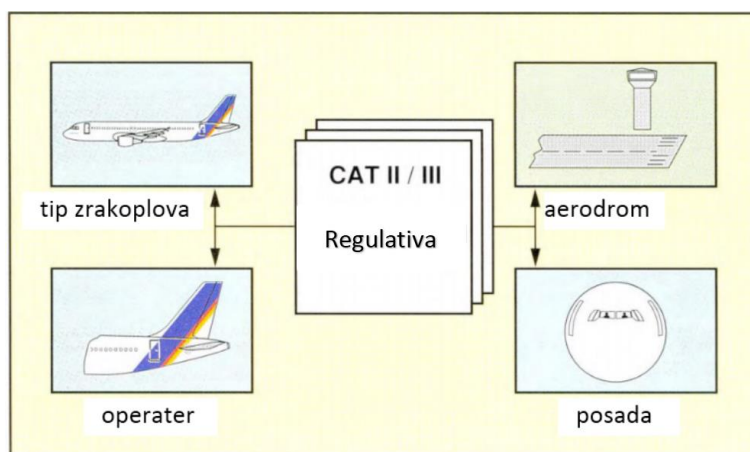 CAT II / III
Regulativa
tip zrakoplova
aerodrom
operater
posada